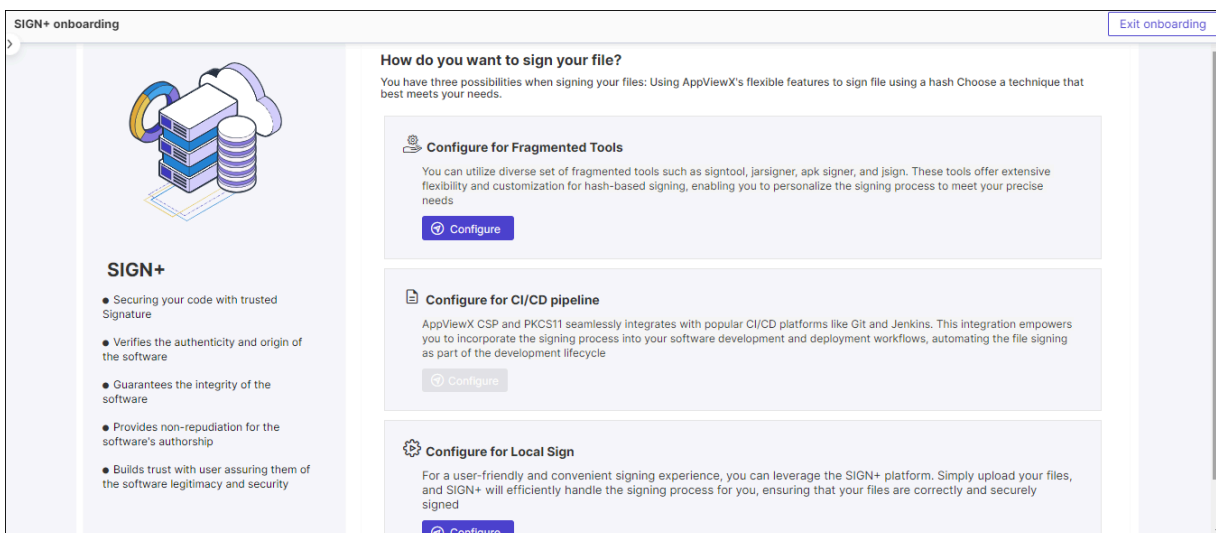 SIGN+ onboarding
Exit onboarding
SIGN+
● Securing your code with trusted
Signature
● Verifies the authenticity and origin of
the software
● Guarantees the integrity of the
software
● Provides non-repudiation for the
software's authorship
● Builds trust with user assuring them of
the software legitimacy and security
How do you want to sign your file?
You have three possibilities when signing your files: Using AppViewX's flexible features to sign file using a hash Choose a technique that
best meets your needs.
Configure for Fragmented Tools
You can utilize diverse set of fragmented tools such as signtool, jarsigner, apk signer, and jsign. These tools offer extensive
flexibility and customization for hash-based signing, enabling you to personalize the signing process to meet your precise
needs
Configure
Configure for CI/CD pipeline
AppViewX CSP and PKCS11 seamlessly integrates with popular CI/CD platforms like Git and Jenkins. This integration empowers
you to incorporate the signing process into your software development and deployment workflows, automating the file signing
as part of the development lifecycle
Configure
Configure for Local Sign
For a user-friendly and convenient signing experience, you can leverage the SIGN+ platform. Simply upload your files,
and SIGN+ will efficiently handle the signing process for you, ensuring that your files are correctly and securely
signed
Configure